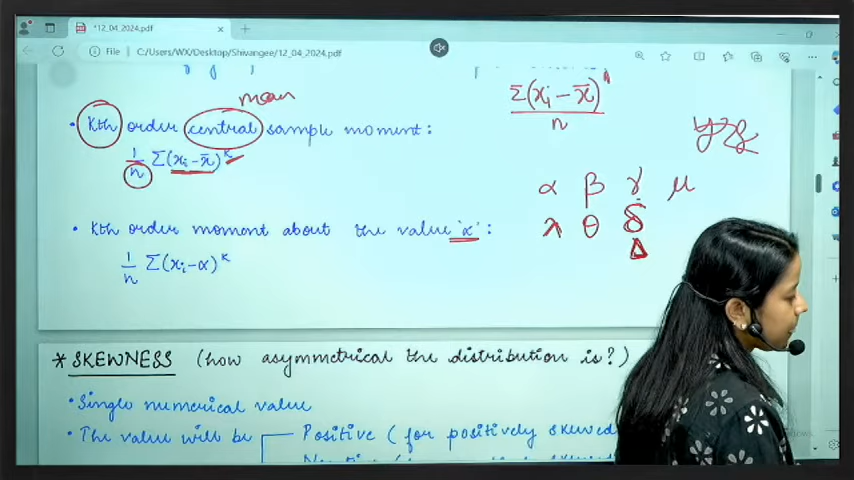 *12_04_2024.pdf
File | C:/Users/WX/Desktop/Shivangee/12_04_2024.pdf
mean
• Kth order central sample moment:
1/n Σ(xᵢ-x̄)ᴷ
Σ(xᵢ-x̄)
n
α β γ μ
λ θ δ
Δ
• Kth order moment about the value 'α':
1/n Σ(xᵢ-α)ᴷ
* SKEWNESS (how asymmetrical the distribution is?)
• Single numerical value
• The value will be Positive (for positively skewed